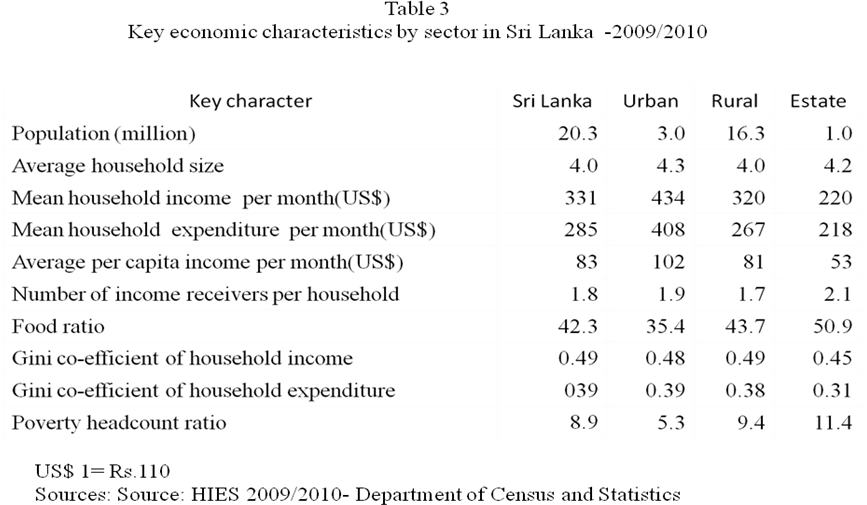 Table 3
Key economic characteristics by sector in Sri Lanka -2009/2010
Key character Sri Lanka Urban Rural Estate
Population (million) 20.3 3.0 16.3 1.0
Average household size 4.0 4.3 4.0 4.2
Mean household income per month(US$) 331 434 320 220
Mean household expenditure per month(US$) 285 408 267 218
Average per capita income per month(US$) 83 102 81 53
Number of income receivers per household 1.8 1.9 1.7 2.1
Food ratio 42.3 35.4 43.7 50.9
Gini co-efficient of household income 0.49 0.48 0.49 0.45
Gini co-efficient of household expenditure 039 0.39 0.38 0.31
Poverty headcount ratio 8.9 5.3 9.4 11.4
US$ 1= Rs.110
Sources: Source: HIES 2009/2010- Department of Census and Statistics